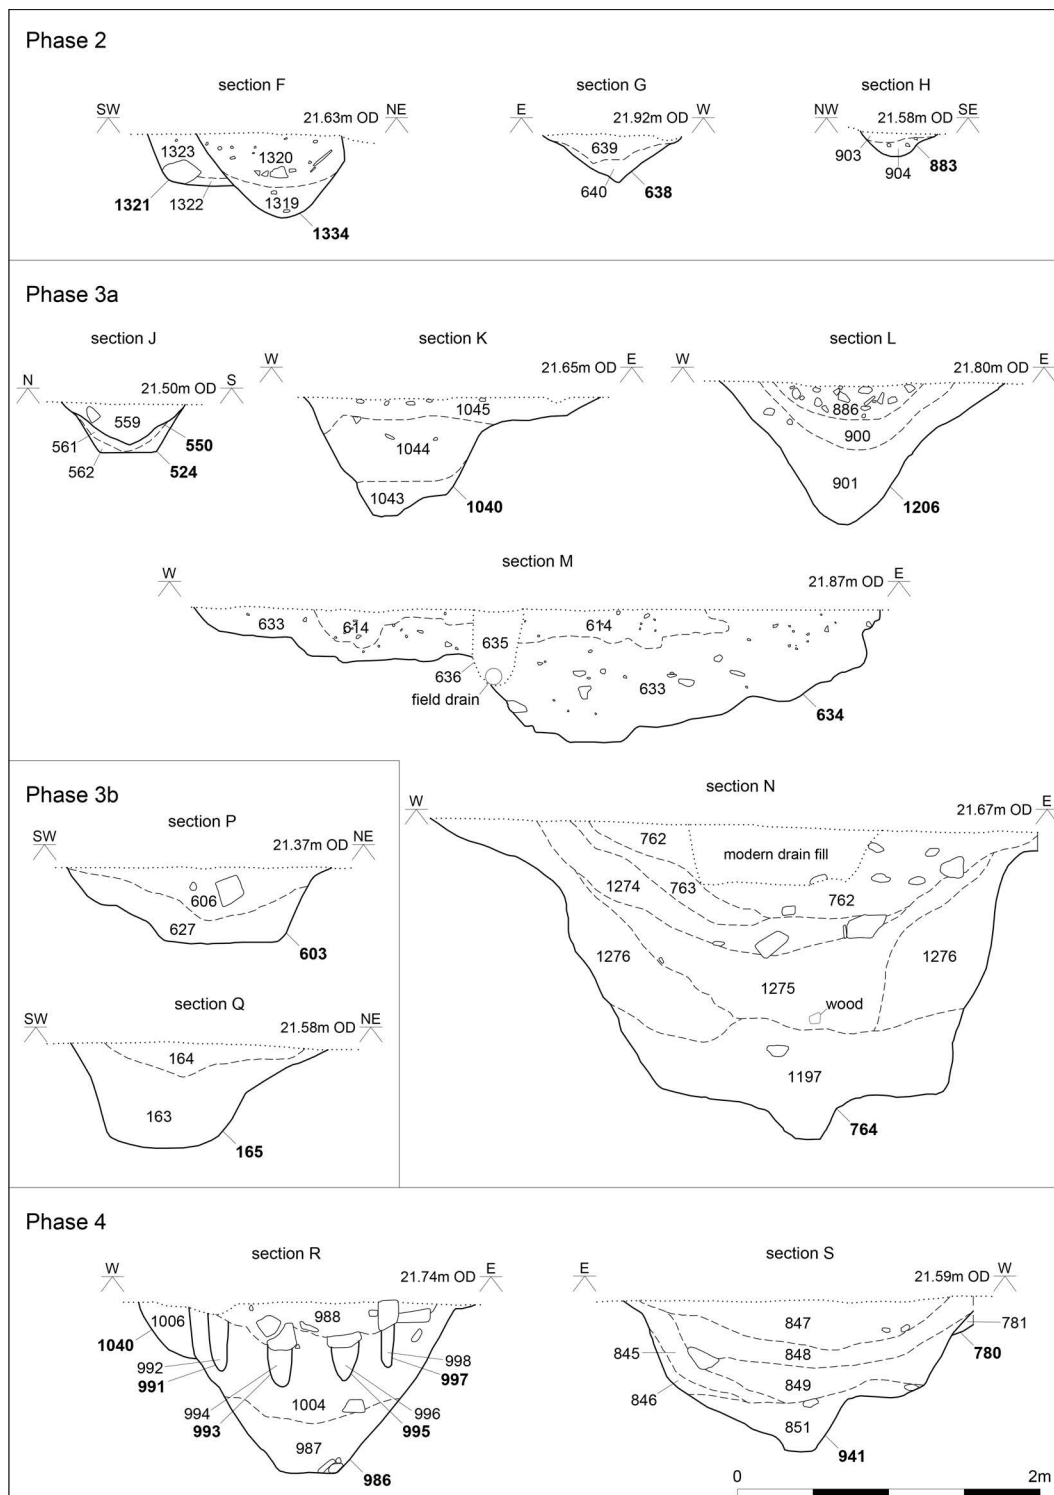 Phase 2
section F
SW
21.63m OD
NE
1323
1320
1321
1322
1319
1334
section G
E
21.92m OD
W
639
640
638
section H
NW
21.58m OD
SE
903
904
883
Phase 3a
section J
N
21.50m OD
S
559
561
550
562
524
section K
W
21.65m OD
E
1045
1044
1043
1040
section L
W
21.80m OD
E
886
900
901
1206
section M
W
21.87m OD
E
633
614
635
614
636
633
field drain
634
Phase 3b
section P
SW
21.37m OD
NE
606
627
603
section Q
SW
21.58m OD
NE
164
163
165
section N
W
21.67m OD
E
762
modern drain fill
1274
763
762
1276
1276
1275
wood
1197
764
Phase 4
section R
W
21.74m OD
E
1006
988
1040
992
998
991
997
994
1004
996
993
995
987
986
section S
E
21.59m OD
W
847
781
845
848
780
849
846
851
941
0
2m